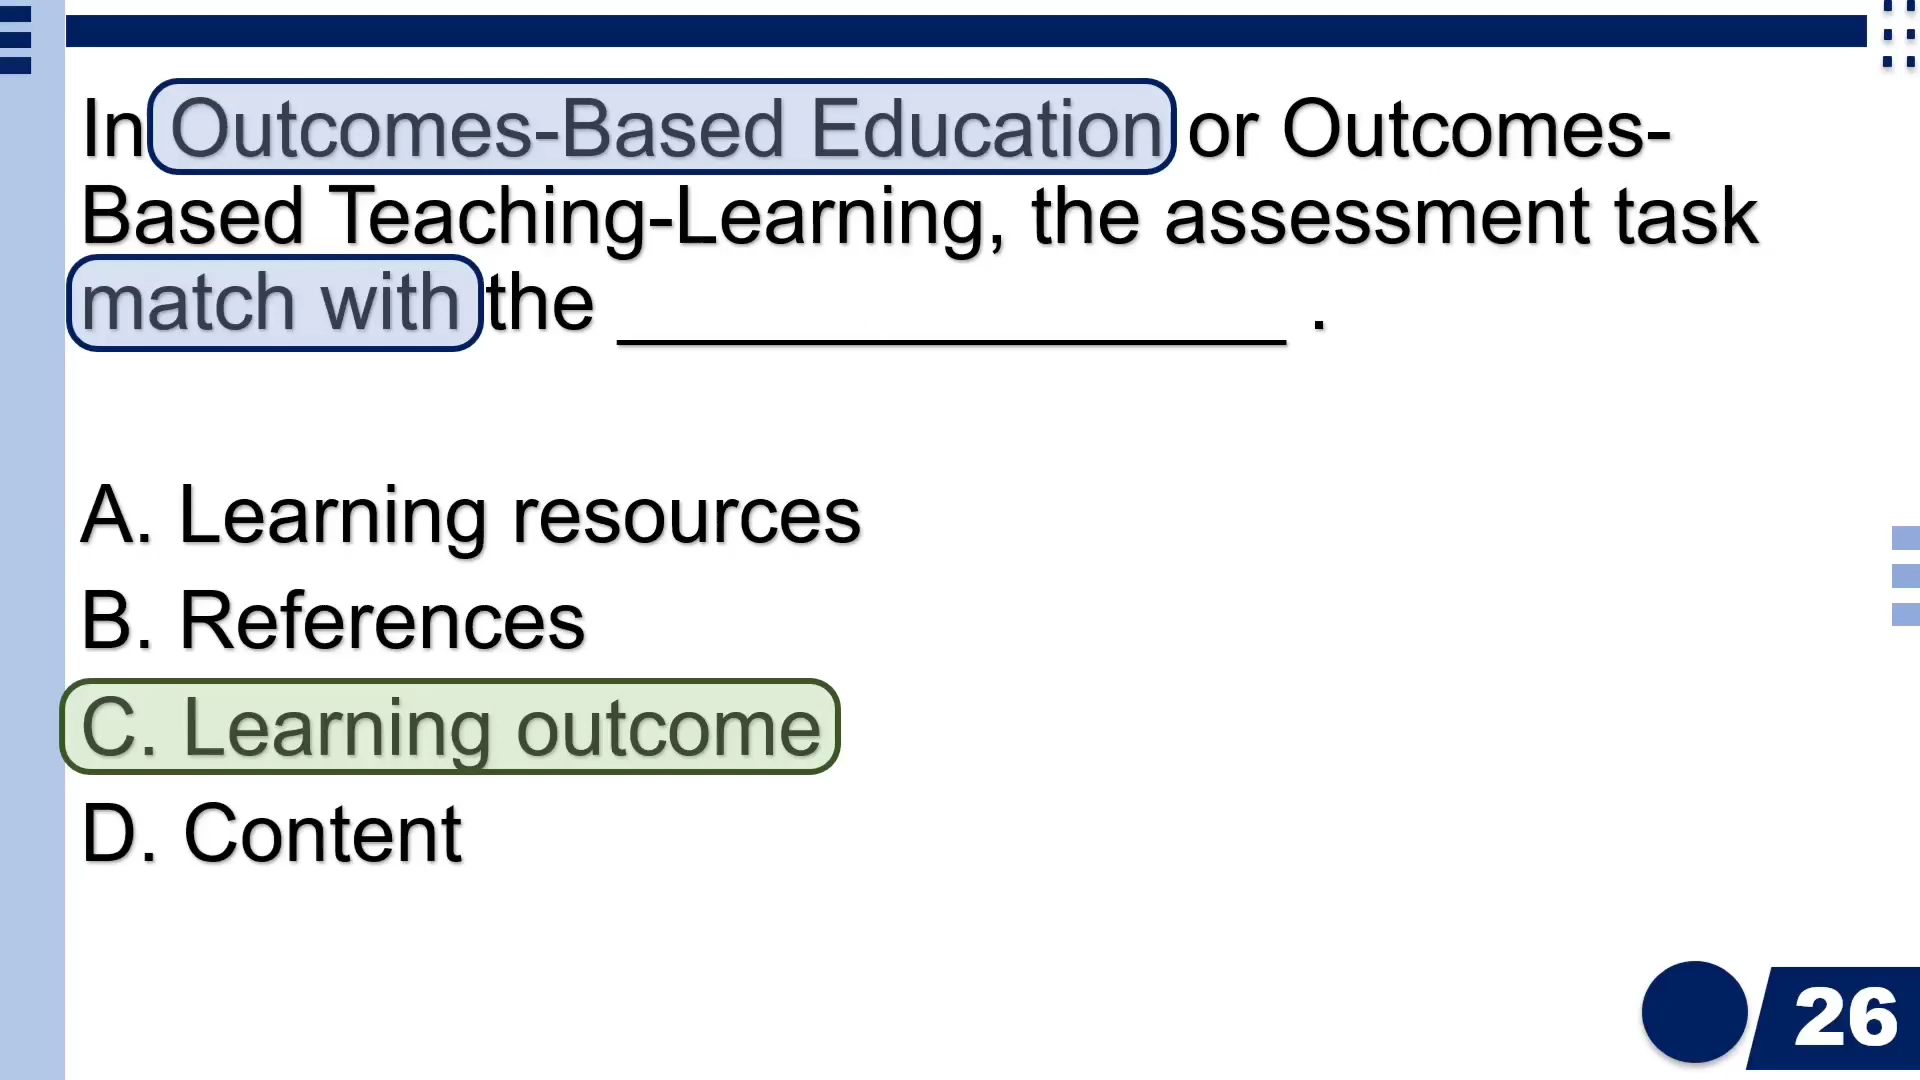 In Outcomes-Based Education or Outcomes-
Based Teaching-Learning, the assessment task
match with the ________________ .
A. Learning resources
B. References
C. Learning outcome
D. Content
26